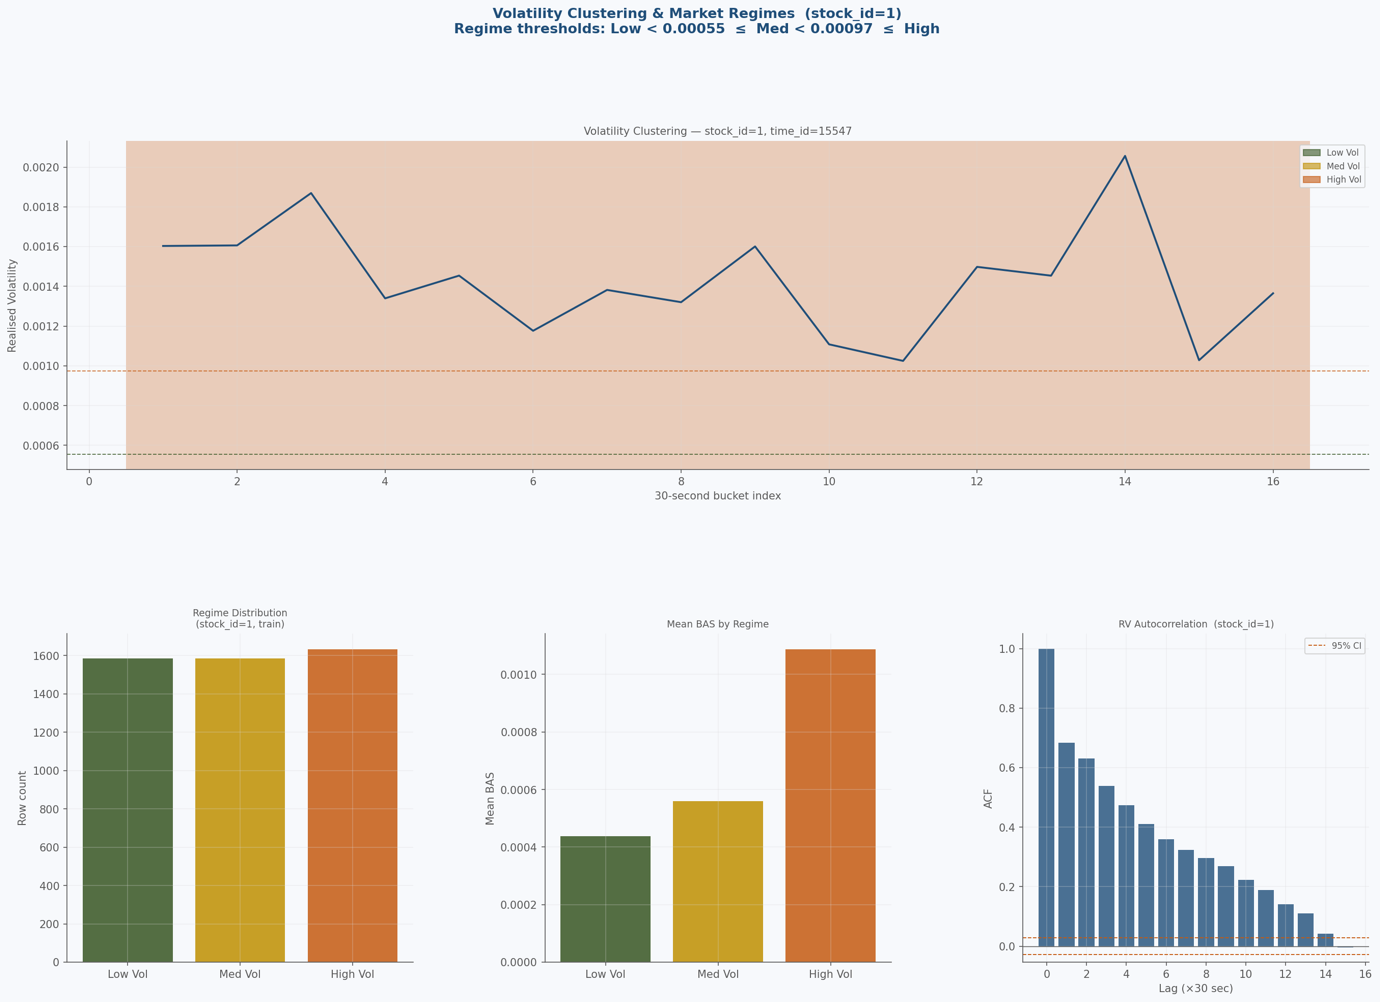 Volatility Clustering & Market Regimes  (stock_id=1)
Regime thresholds: Low < 0.00055  ≤  Med < 0.00097  ≤  High
Volatility Clustering — stock_id=1, time_id=15547
Low Vol
Med Vol
High Vol
Realised Volatility
0.0020
0.0018
0.0016
0.0014
0.0012
0.0010
0.0008
0.0006
0 2 4 6 8 10 12 14 16
30-second bucket index
Regime Distribution
(stock_id=1, train)
Row count
1600
1400
1200
1000
800
600
400
200
0
Low Vol Med Vol High Vol
Mean BAS by Regime
Mean BAS
0.0010
0.0008
0.0006
0.0004
0.0002
0.0000
Low Vol Med Vol High Vol
RV Autocorrelation  (stock_id=1)
95% CI
ACF
1.0
0.8
0.6
0.4
0.2
0.0
0 2 4 6 8 10 12 14 16
Lag (×30 sec)